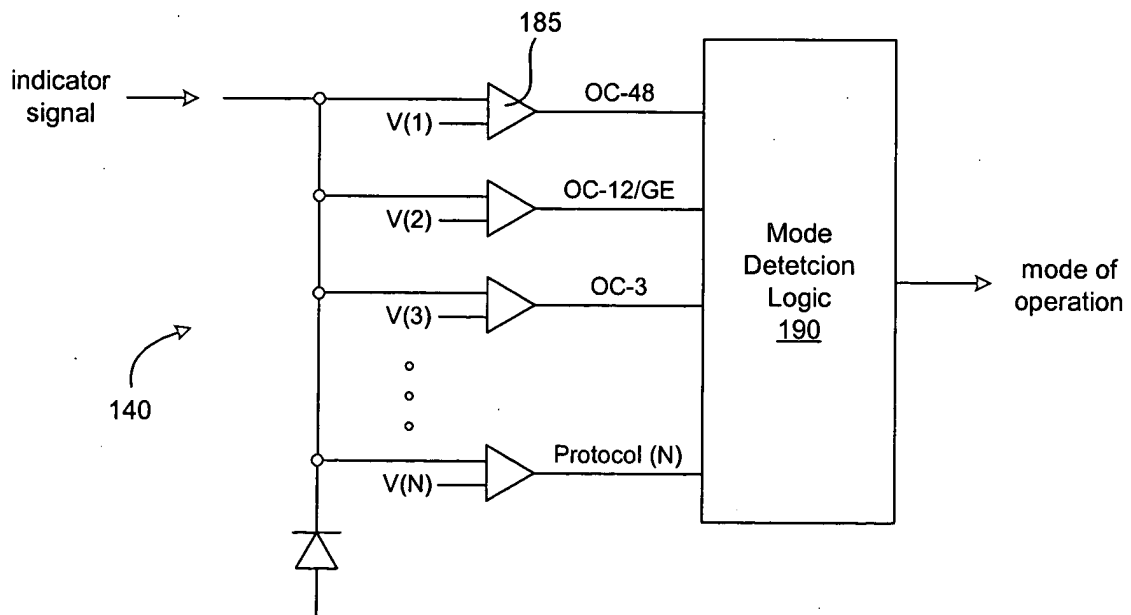 185
indicator
signal
OC-48
V(1)
OC-12/GE
V(2)
OC-3
V(3)
Mode
Detetcion
Logic
190
mode of
operation
140
Protocol (N)
V(N)